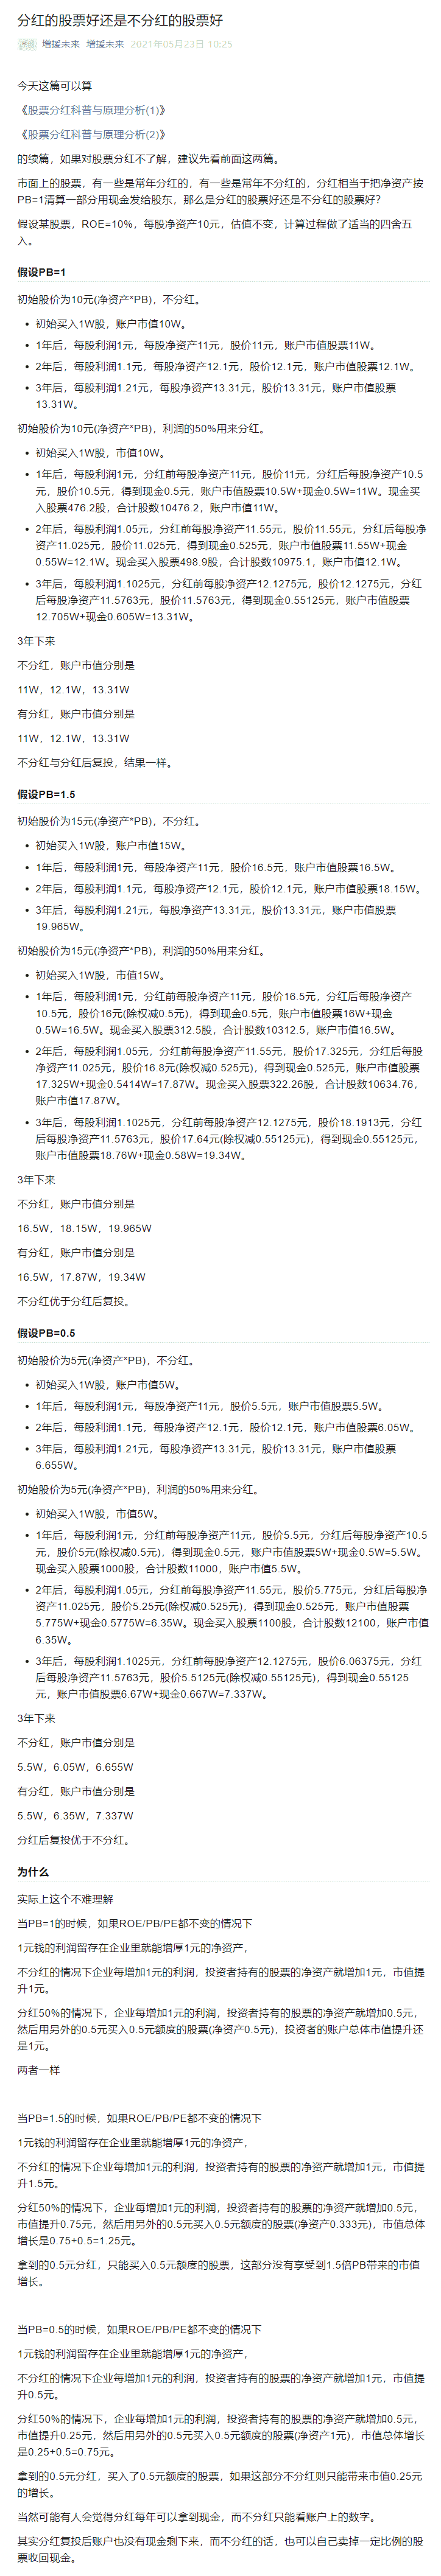 分红的股票好还是不分红的股票好
原创 增援未来 增援未来 2021年05月23日 10:25
今天这篇可以算
《股票分红科普与原理分析(1)》
《股票分红科普与原理分析(2)》
的续篇，如果对股票分红不了解，建议先看前面这两篇。
市面上的股票，有一些是常年分红的，有一些是常年不分红的，分红相当于把净资产按
PB=1清算一部分用现金发给股东，那么是分红的股票好还是不分红的股票好？
假设某股票，ROE=10%，每股净资产10元，估值不变，计算过程做了适当的四舍五
入。
假设PB=1
初始股价为10元(净资产*PB)，不分红。
• 初始买入1W股，账户市值10W。
• 1年后，每股利润1元，每股净资产11元，股价11元，账户市值股票11W。
• 2年后，每股利润1.1元，每股净资产12.1元，股价12.1元，账户市值股票12.1W。
• 3年后，每股利润1.21元，每股净资产13.31元，股价13.31元，账户市值股票
13.31W。
初始股价为10元(净资产*PB)，利润的50%用来分红。
• 初始买入1W股，市值10W。
• 1年后，每股利润1元，分红前每股净资产11元，股价11元，分红后每股净资产10.5
元，股价10.5元，得到现金0.5元，账户市值股票10.5W+现金0.5W=11W。现金买
入股票476.2股，合计股数10476.2，账户市值11W。
• 2年后，每股利润1.05元，分红前每股净资产11.55元，股价11.55元，分红后每股净
资产11.025元，股价11.025元，得到现金0.525元，账户市值股票11.55W+现金
0.55W=12.1W。现金买入股票498.9股，合计股数10975.1，账户市值12.1W。
• 3年后，每股利润1.1025元，分红前每股净资产12.1275元，股价12.1275元，分红
后每股净资产11.5763元，股价11.5763元，得到现金0.55125元，账户市值股票
12.705W+现金0.605W=13.31W。
3年下来
不分红，账户市值分别是
11W，12.1W，13.31W
有分红，账户市值分别是
11W，12.1W，13.31W
不分红与分红后复投，结果一样。
假设PB=1.5
初始股价为15元(净资产*PB)，不分红。
• 初始买入1W股，账户市值15W。
• 1年后，每股利润1元，每股净资产11元，股价16.5元，账户市值股票16.5W。
• 2年后，每股利润1.1元，每股净资产12.1元，股价12.1元，账户市值股票18.15W。
• 3年后，每股利润1.21元，每股净资产13.31元，股价13.31元，账户市值股票
19.965W。
初始股价为15元(净资产*PB)，利润的50%用来分红。
• 初始买入1W股，市值15W。
• 1年后，每股利润1元，分红前每股净资产11元，股价16.5元，分红后每股净资产
10.5元，股价16元(除权减0.5元)，得到现金0.5元，账户市值股票16W+现金
0.5W=16.5W。现金买入股票312.5股，合计股数10312.5，账户市值16.5W。
• 2年后，每股利润1.05元，分红前每股净资产11.55元，股价17.325元，分红后每股
净资产11.025元，股价16.8元(除权减0.525元)，得到现金0.525元，账户市值股票
17.325W+现金0.5414W=17.87W。现金买入股票322.26股，合计股数10634.76，
账户市值17.87W。
• 3年后，每股利润1.1025元，分红前每股净资产12.1275元，股价18.1913元，分红
后每股净资产11.5763元，股价17.64元(除权减0.55125元)，得到现金0.55125元，
账户市值股票18.76W+现金0.58W=19.34W。
3年下来
不分红，账户市值分别是
16.5W，18.15W，19.965W
有分红，账户市值分别是
16.5W，17.87W，19.34W
不分红优于分红后复投。
假设PB=0.5
初始股价为5元(净资产*PB)，不分红。
• 初始买入1W股，账户市值5W。
• 1年后，每股利润1元，每股净资产11元，股价5.5元，账户市值股票5.5W。
• 2年后，每股利润1.1元，每股净资产12.1元，股价12.1元，账户市值股票6.05W。
• 3年后，每股利润1.21元，每股净资产13.31元，股价13.31元，账户市值股票
6.655W。
初始股价为5元(净资产*PB)，利润的50%用来分红。
• 初始买入1W股，市值5W。
• 1年后，每股利润1元，分红前每股净资产11元，股价5.5元，分红后每股净资产10.5
元，股价5元(除权减0.5元)，得到现金0.5元，账户市值股票5W+现金0.5W=5.5W。
现金买入股票1000股，合计股数11000，账户市值5.5W。
• 2年后，每股利润1.05元，分红前每股净资产11.55元，股价5.775元，分红后每股净
资产11.025元，股价5.25元(除权减0.525元)，得到现金0.525元，账户市值股票
5.775W+现金0.5775W=6.35W。现金买入股票1100股，合计股数12100，账户市值
6.35W。
• 3年后，每股利润1.1025元，分红前每股净资产12.1275元，股价6.06375元，分红
后每股净资产11.5763元，股价5.5125元(除权减0.55125元)，得到现金0.55125
元，账户市值股票6.67W+现金0.667W=7.337W。
3年下来
不分红，账户市值分别是
5.5W，6.05W，6.655W
有分红，账户市值分别是
5.5W，6.35W，7.337W
分红后复投优于不分红。
为什么
实际上这个不难理解
当PB=1的时候，如果ROE/PB/PE都不变的情况下
1元钱的利润留存在企业里就能增厚1元的净资产，
不分红的情况下企业每增加1元的利润，投资者持有的股票的净资产就增加1元，市值提
升1元。
分红50%的情况下，企业每增加1元的利润，投资者持有的股票的净资产就增加0.5元，
然后用另外的0.5元买入0.5元额度的股票(净资产0.5元)，投资者的账户总体市值提升还
是1元。
两者一样
当PB=1.5的时候，如果ROE/PB/PE都不变的情况下
1元钱的利润留存在企业里就能增厚1元的净资产，
不分红的情况下企业每增加1元的利润，投资者持有的股票的净资产就增加1元，市值提
升1.5元。
分红50%的情况下，企业每增加1元的利润，投资者持有的股票的净资产就增加0.5元，
市值提升0.75元，然后用另外的0.5元买入0.5元额度的股票(净资产0.333元)，市值总体
增长是0.75+0.5=1.25元。
拿到的0.5元分红，只能买入0.5元额度的股票，这部分没有享受到1.5倍PB带来的市值
增长。
当PB=0.5的时候，如果ROE/PB/PE都不变的情况下
1元钱的利润留存在企业里就能增厚1元的净资产，
不分红的情况下企业每增加1元的利润，投资者持有的股票的净资产就增加1元，市值提
升0.5元。
分红50%的情况下，企业每增加1元的利润，投资者持有的股票的净资产就增加0.5元，
市值提升0.25元，然后用另外的0.5元买入0.5元额度的股票(净资产1元)，市值总体增长
是0.25+0.5=0.75元。
拿到的0.5元分红，买入了0.5元额度的股票，如果这部分不分红则只能带来市值0.25元
的增长。
当然可能有人会觉得分红每年可以拿到现金，而不分红只能看账户上的数字。
其实分红复投后账户也没有现金剩下来，而不分红的话，也可以自己卖掉一定比例的股
票收回现金。